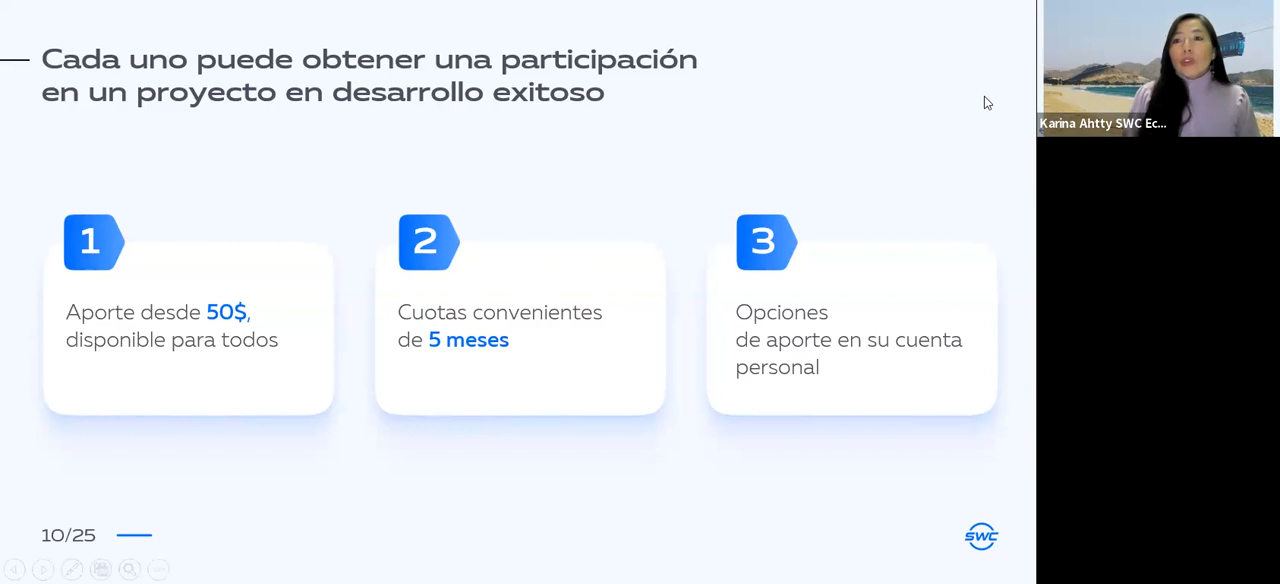 Cada uno puede obtener una participación
en un proyecto en desarrollo exitoso
1
Aporte desde 50$,
disponible para todos
2
Cuotas convenientes
de 5 meses
3
Opciones
de aporte en su cuenta
personal
10/25
SWC
Karina Ahtty SWC Ec...